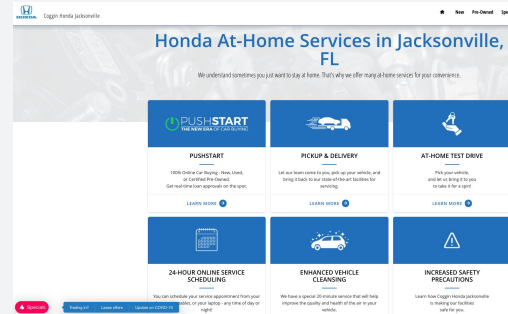 HONDA
Coggin Honda Jacksonville
New Pre-Owned
Honda At-Home Services in Jacksonville,
FL
We understand sometimes you just want to stay at home. That's why we offer many at-home services for your convenience.
PUSHSTART
THE NEW ERA OF CAR BUYING
PUSHSTART
100% Online Car Buying - New, Used,
or Certified Pre-Owned.
Get real-time loan approvals on the spot.
LEARN MORE
PICKUP & DELIVERY
Let our team come to you, pick up your vehicle, and
bring it back to our state-of-the-art facilities for
servicing.
LEARN MORE
AT-HOME TEST DRIVE
Pick your vehicle,
and let us bring it to you
to take it for a spin!
LEARN MORE
24-HOUR ONLINE SERVICE
SCHEDULING
You can schedule your service appointment from your
or your laptop - any time of day or
night!
ENHANCED VEHICLE
CLEANSING
We have a special 20-minute service that will help
improve the quality and health of the air in your
vehicle.
INCREASED SAFETY
PRECAUTIONS
Learn how Coggin Honda Jacksonville
is making our facilities
safe for you.
Specials
Trading In? Lease offers Update on COVID-19